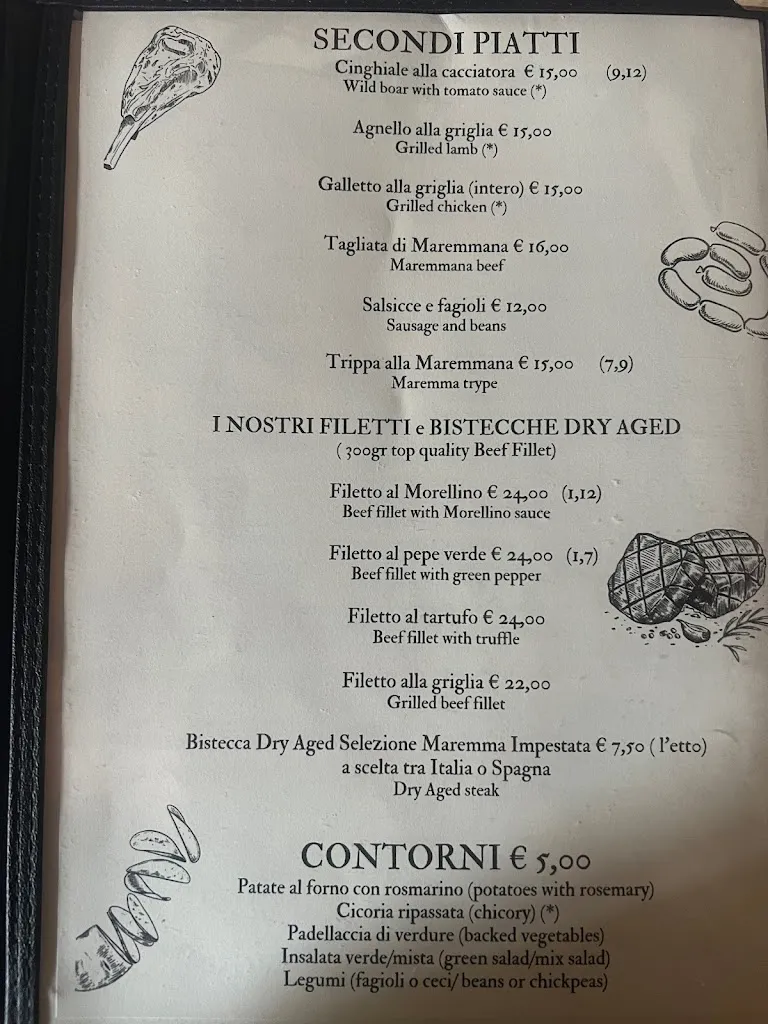 SECONDI PIATTI
Cinghiale alla cacciatora € 15,00 (9,12)
Wild boar with tomato sauce (*)
Agnello alla griglia € 15,00
Grilled lamb (*)
Galletto alla griglia (intero) € 15,00
Grilled chicken (*)
Tagliata di Maremmana € 16,00
Maremmana beef
Salsicce e fagioli € 12,00
Sausage and beans
Trippa alla Maremmana € 15,00 (7,9)
Maremma trype
I NOSTRI FILETTI e BISTECCHE DRY AGED
( 300gr top quality Beef Fillet)
Filetto al Morellino € 24,00 (1,12)
Beef fillet with Morellino sauce
Filetto al pepe verde € 24,00 (1,7)
Beef fillet with green pepper
Filetto al tartufo € 24,00
Beef fillet with truffle
Filetto alla griglia € 22,00
Grilled beef fillet
Bistecca Dry Aged Selezione Maremma Impestata € 7,50 ( l'etto)
a scelta tra Italia o Spagna
Dry Aged steak
CONTORNI € 5,00
Patate al forno con rosmarino (potatoes with rosemary)
Cicoria ripassata (chicory) (*)
Padellaccia di verdure (backed vegetables)
Insalata verde/mista (green salad/mix salad)
Legumi (fagioli o ceci/ beans or chickpeas)